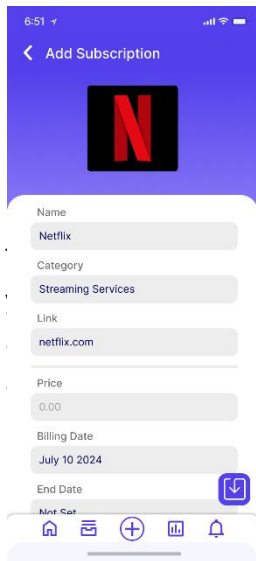 6:51
Add Subscription
N
Name
Netflix
Category
Streaming Services
Link
netflix.com
Price
0.00
Billing Date
July 10 2024
End Date
Not Set